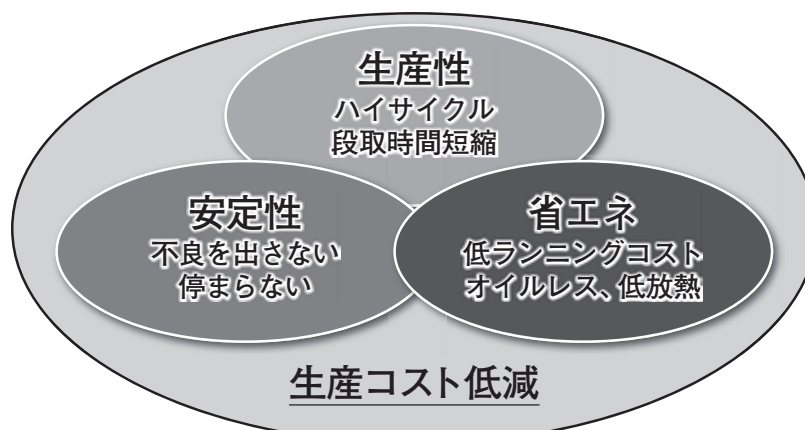 生産性
ハイサイクル
段取時間短縮
安定性
不良を出さない
停まらない
省エネ
低ランニングコスト
オイルレス、低放熱
生産コスト低減